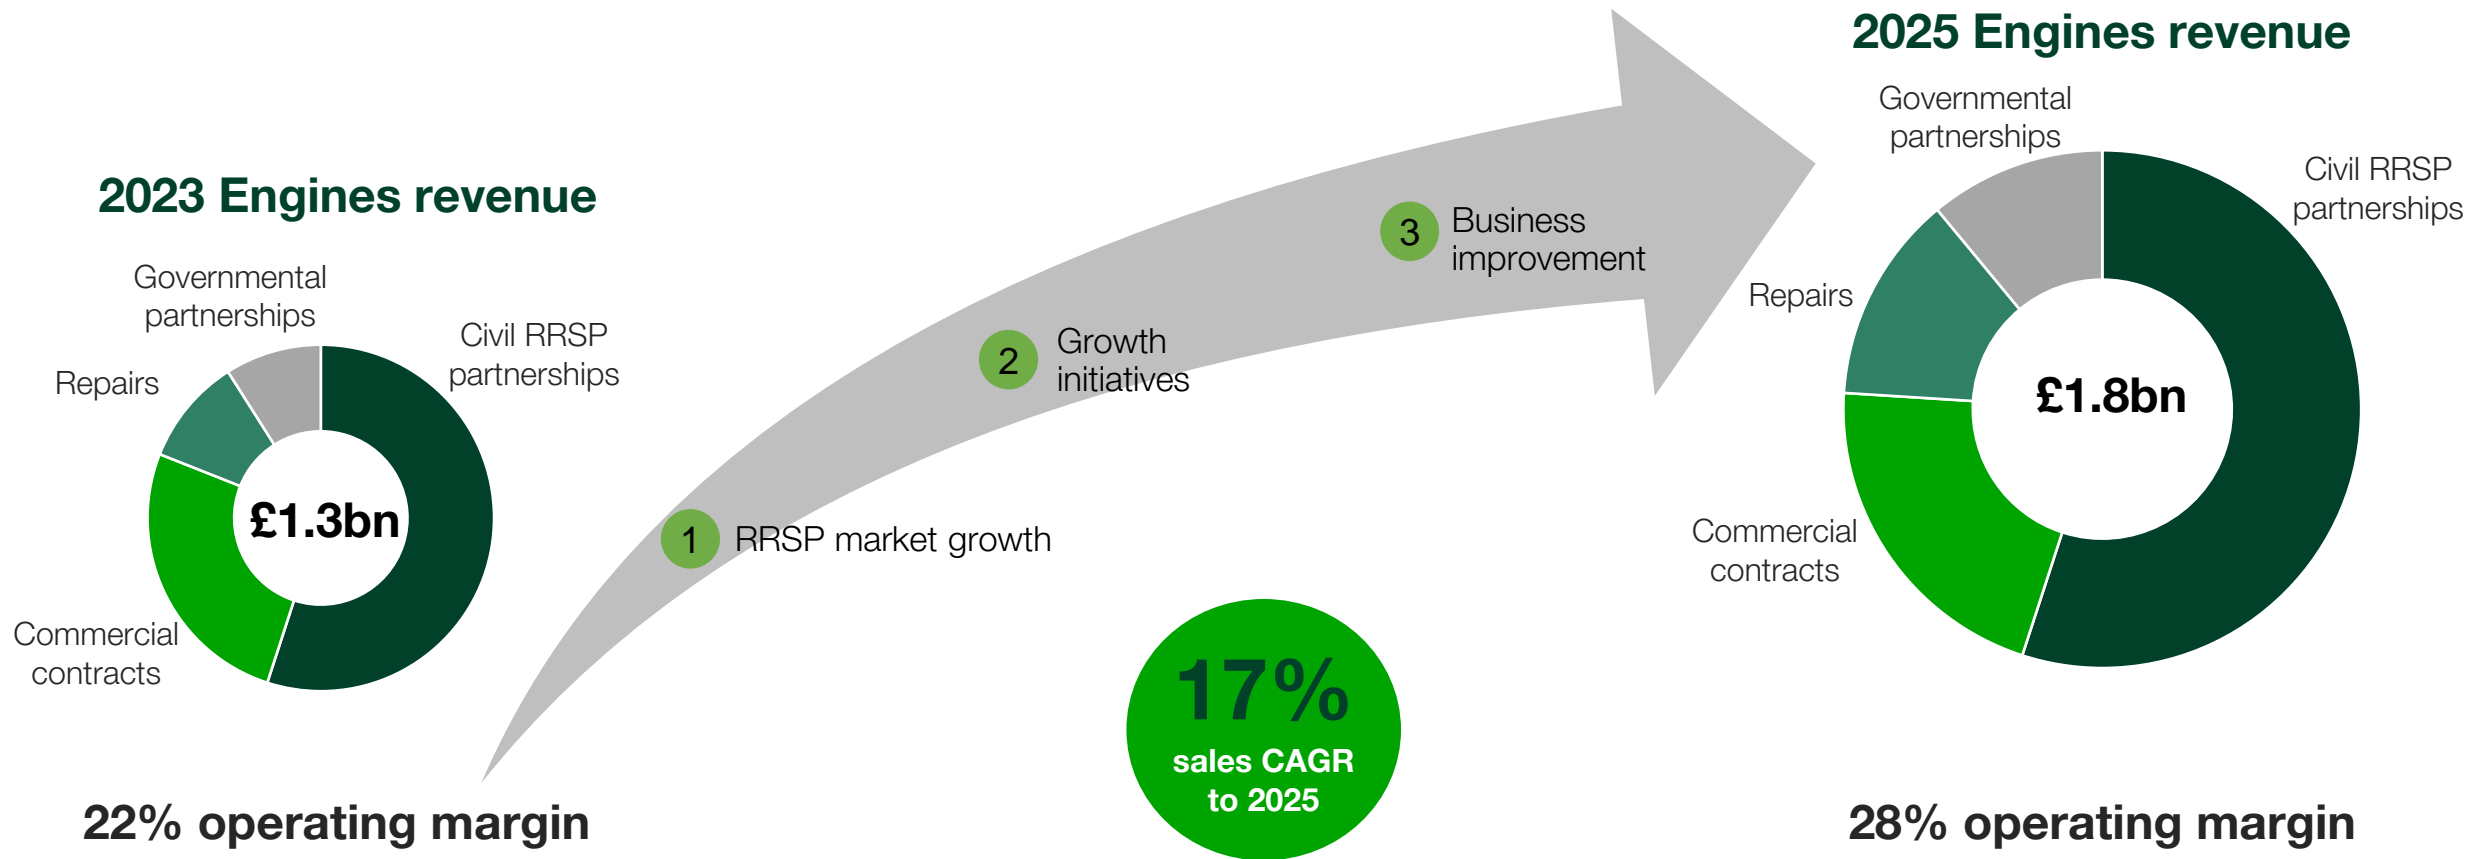 2023 Engines revenue
Governmental
partnerships
Civil RRSP
partnerships
Repairs
£1.3bn
Commercial
contracts
22% operating margin
1
RRSP market growth
2
Growth
initiatives
3
Business
improvement
17%
sales CAGR
to 2025
2025 Engines revenue
Governmental
partnerships
Civil RRSP
partnerships
Repairs
£1.8bn
Commercial
contracts
28% operating margin